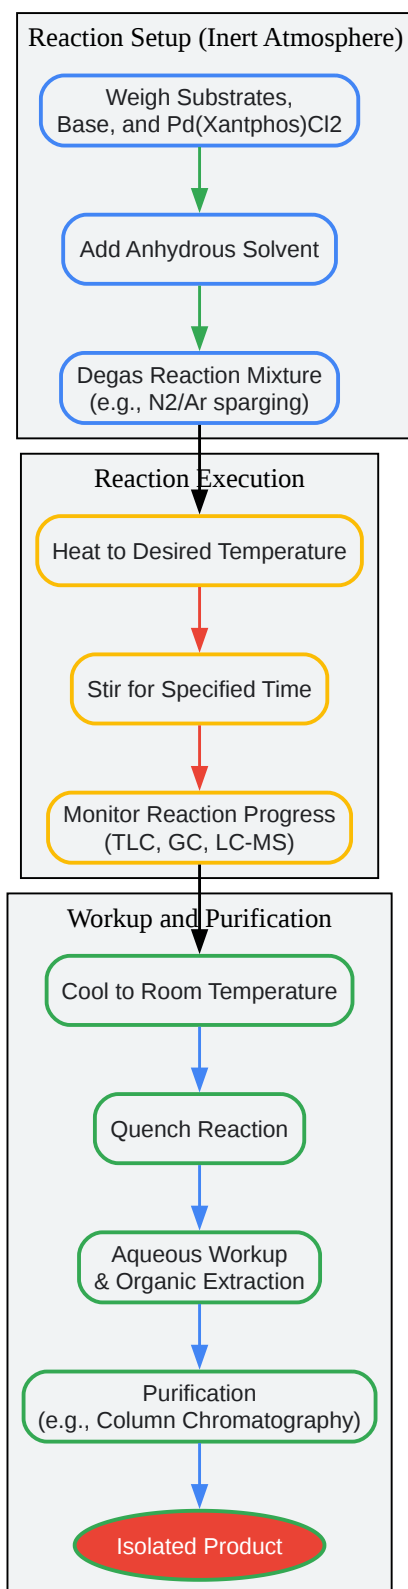 Reaction Setup (Inert Atmosphere)
Weigh Substrates,
Base, and Pd(Xantphos)Cl2
Add Anhydrous Solvent
Degas Reaction Mixture
(e.g., N2/Ar sparging)
Reaction Execution
Heat to Desired Temperature
Stir for Specified Time
Monitor Reaction Progress
(TLC, GC, LC-MS)
Workup and Purification
Cool to Room Temperature
Quench Reaction
Aqueous Workup
& Organic Extraction
Purification
(e.g., Column Chromatography)
Isolated Product